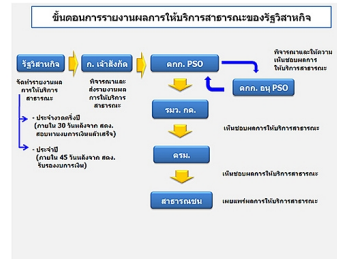 ขั้นตอนการรายงานผลการให้บริการสาธารณะของรัฐวิสาหกิจ
รัฐวิสาหกิจ
ก. เจ้าสังกัด
ตกก. PSO
พิจารณาและให้ความ
เห็นชอบผลการ
ให้บริการสาธารณะ
จัดทำรายงานผล
การให้บริการ
สาธารณะ
พิจารณาและ
ส่งรายงานผล
การให้บริการ
สาธารณะ
ตกก. อนุ PSO
- ประจำงวดครึ่งปี
(ภายใน 30 วันหลังจาก สตง.
สอบทานงบการเงินแล้วเสร็จ)
รมว. กค.
เห็นชอบผลการให้บริการสาธารณะ
- ประจำปี
(ภายใน 45 วันหลังจาก สตง.
รับรองงบการเงิน)
ครม.
เห็นชอบผลการให้บริการสาธารณะ
สาธารณชน
เผยแพร่ผลการให้บริการสาธารณะ